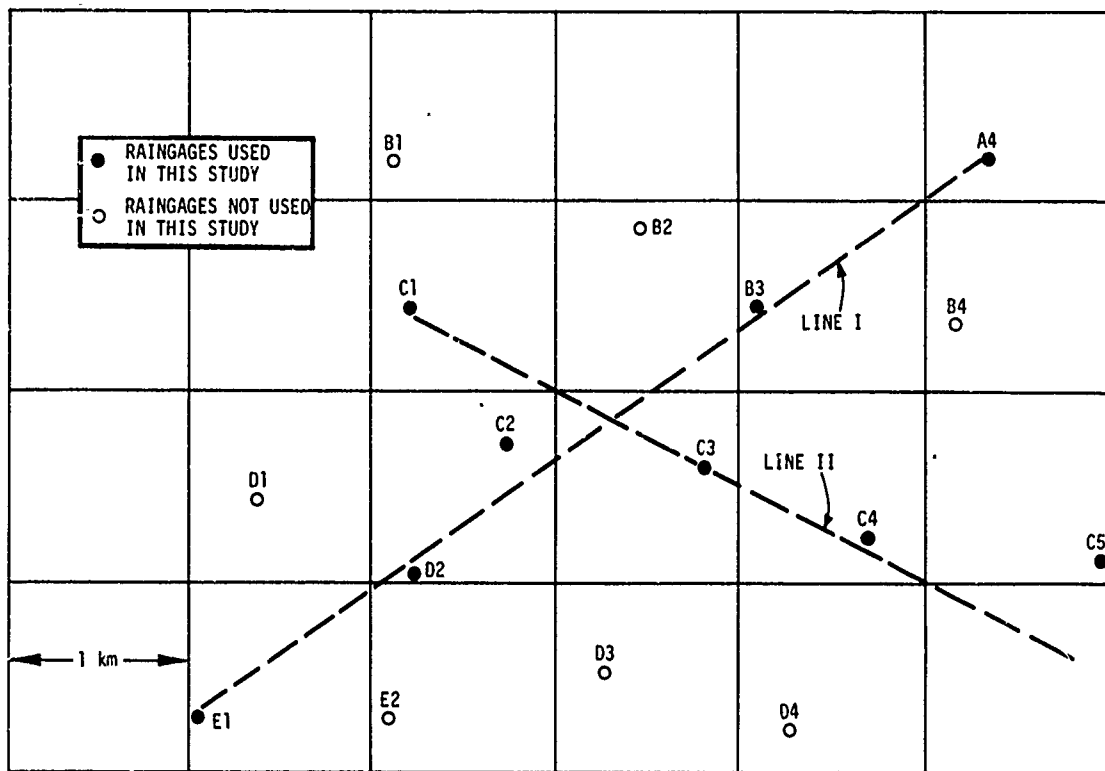 RAINGAGES USED
IN THIS STUDY
RAINGAGES NOT USED
IN THIS STUDY
B1
A4
B2
C1
B3
B4
LINE I
C2
C3
D1
LINE II
C4
C5
D2
1 km
D3
E1
E2
D4